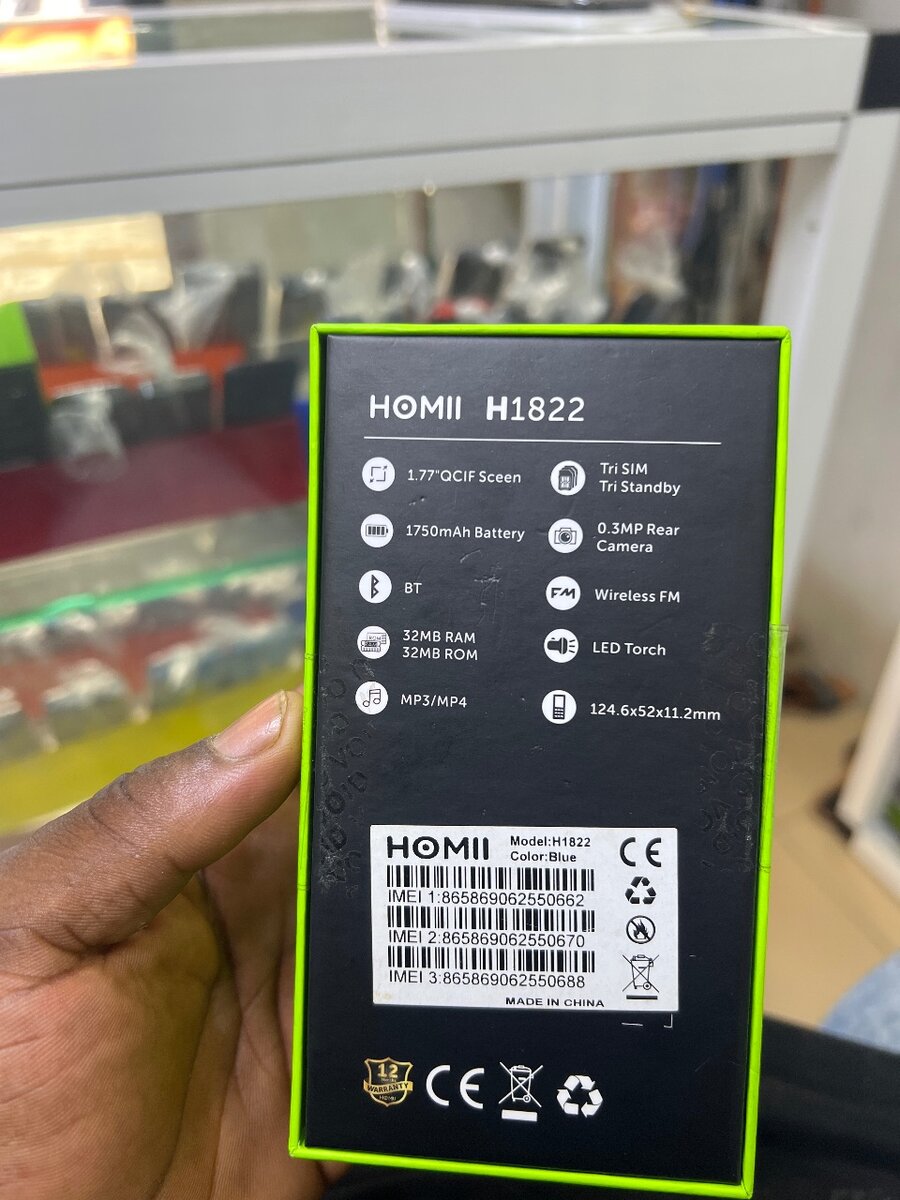 HOMII H1822
1.77"QCIF Sceen
1750mAh Battery
BT
32MB RAM
32MB ROM
MP3/MP4
Tri SIM
Tri Standby
0.3MP Rear
Camera
FM
Wireless FM
LED Torch
124.6x52x11.2mm
HOMII
Model:H1822
Color:Blue
CE
IMEI 1:865869062550662
IMEI 2:865869062550670
IMEI 3:865869062550688
MADE IN CHINA
12
WARRANTY
HOMII
CE